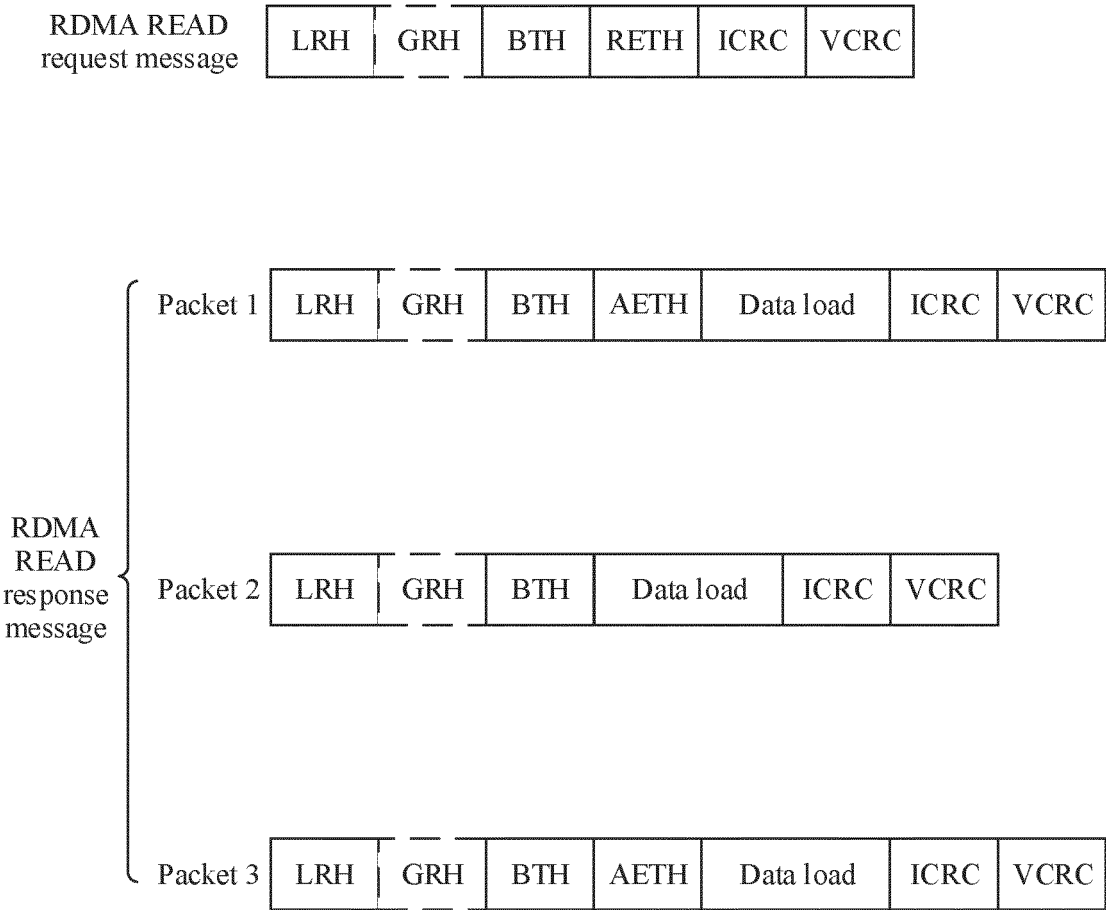 RDMA READ
request message
LRH GRH BTH RETH ICRC VCRC
Packet 1 LRH GRH BTH AETH Data load ICRC VCRC
RDMA
READ
response
message
Packet 2 LRH GRH BTH Data load ICRC VCRC
Packet 3 LRH GRH BTH AETH Data load ICRC VCRC